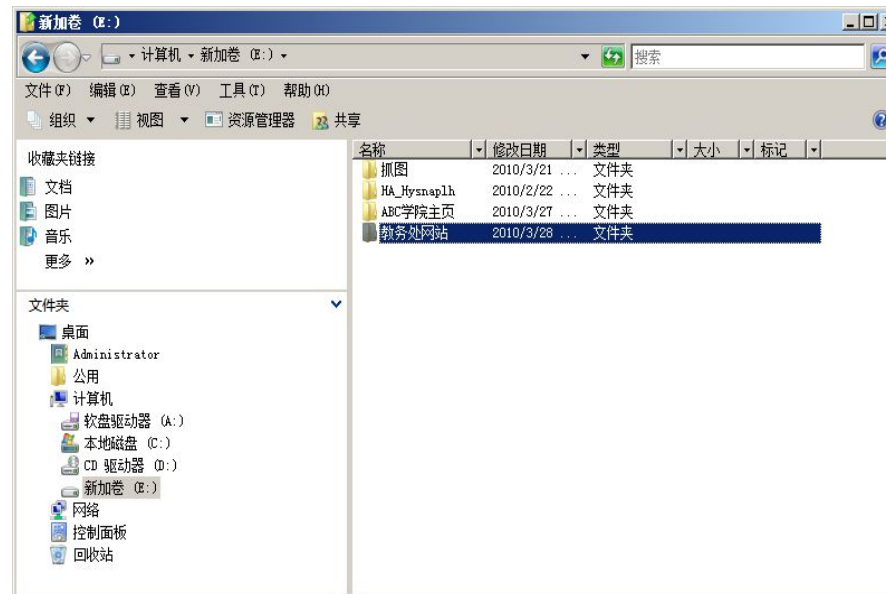 新加卷 (E:)
计算机 新加卷 (E:) 搜索
文件(F) 编辑(E) 查看(V) 工具(T) 帮助(H)
组织 视图 资源管理器 共享
收藏夹链接
文档
图片
音乐
更多 »
文件夹
桌面
Administrator
公用
计算机
软盘驱动器 (A:)
本地磁盘 (C:)
CD 驱动器 (D:)
新加卷 (E:)
网络
控制面板
回收站
名称 修改日期 类型 大小 标记
抓图 2010/3/21 ... 文件夹
HA_Hysnaplh 2010/2/22 ... 文件夹
ABC学院主页 2010/3/27 ... 文件夹
教务处网站 2010/3/28 ... 文件夹